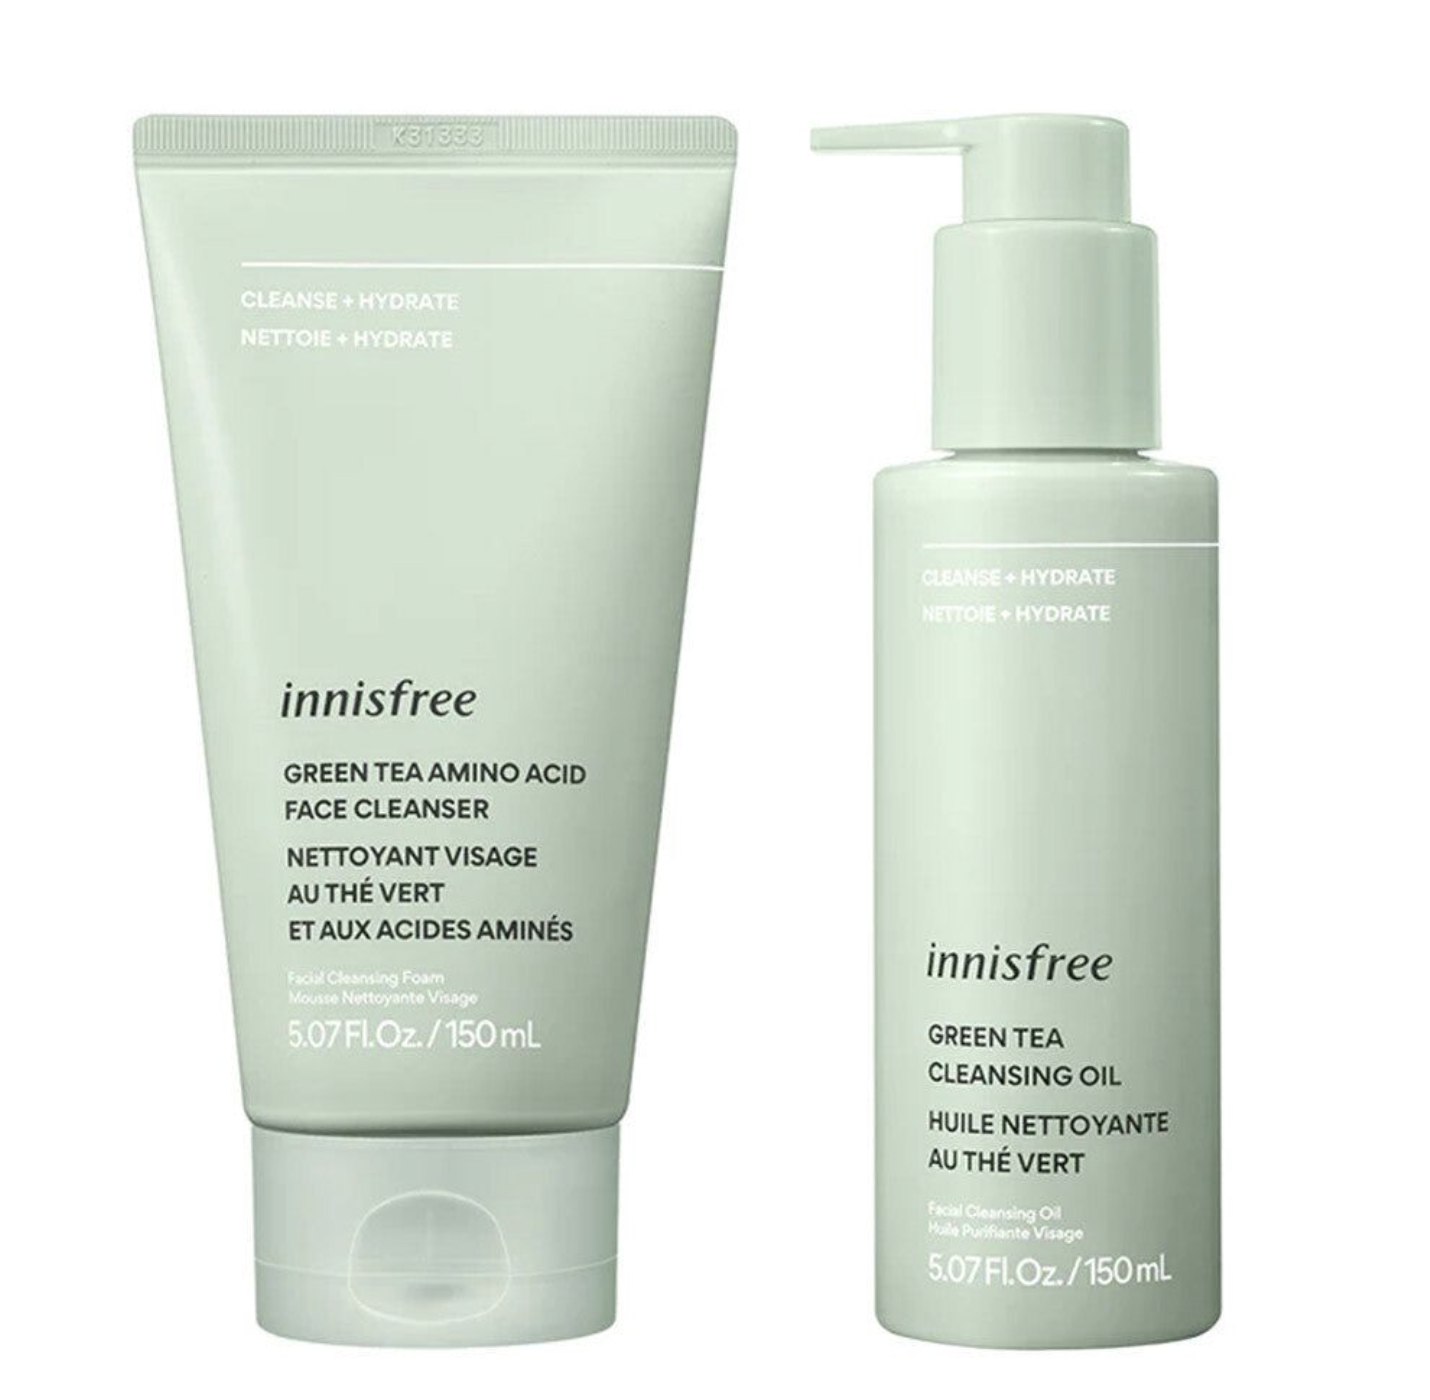 K31333
CLEANSE + HYDRATE
NETTOIE + HYDRATE
innisfree
GREEN TEA AMINO ACID
FACE CLEANSER
NETTOYANT VISAGE
AU THÉ VERT
ET AUX ACIDES AMINÉS
Facial Cleansing Foam
Mousse Nettoyante Visage
5.07 Fl.Oz. / 150 mL
CLEANSE + HYDRATE
NETTOIE + HYDRATE
innisfree
GREEN TEA
CLEANSING OIL
HUILE NETTOYANTE
AU THÉ VERT
Facial Cleansing Oil
Huile Purifiante Visage
5.07 Fl.Oz. / 150 mL